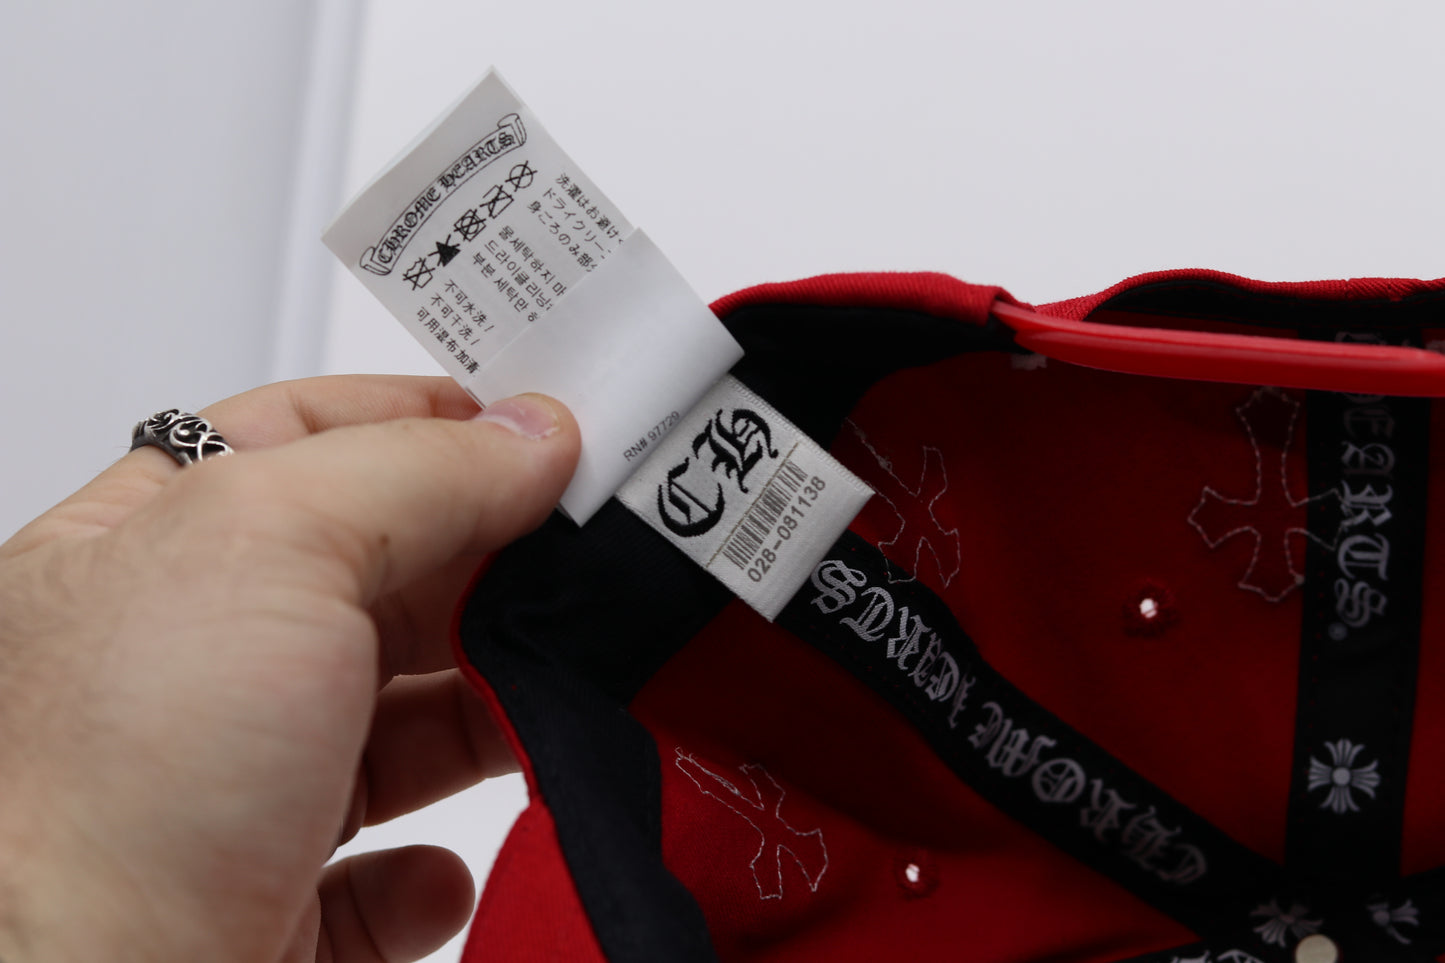 CHROME HEARTS
洗濯はお避け
ドライクリー
身ごろのみ部
물세탁하지 마
드라이클리닝
부분 세탁만 
不可水洗 /
不可干洗 /
可用湿布加清
RN# 97729
CH
028-081138
CHROME HEARTS
HEARTS